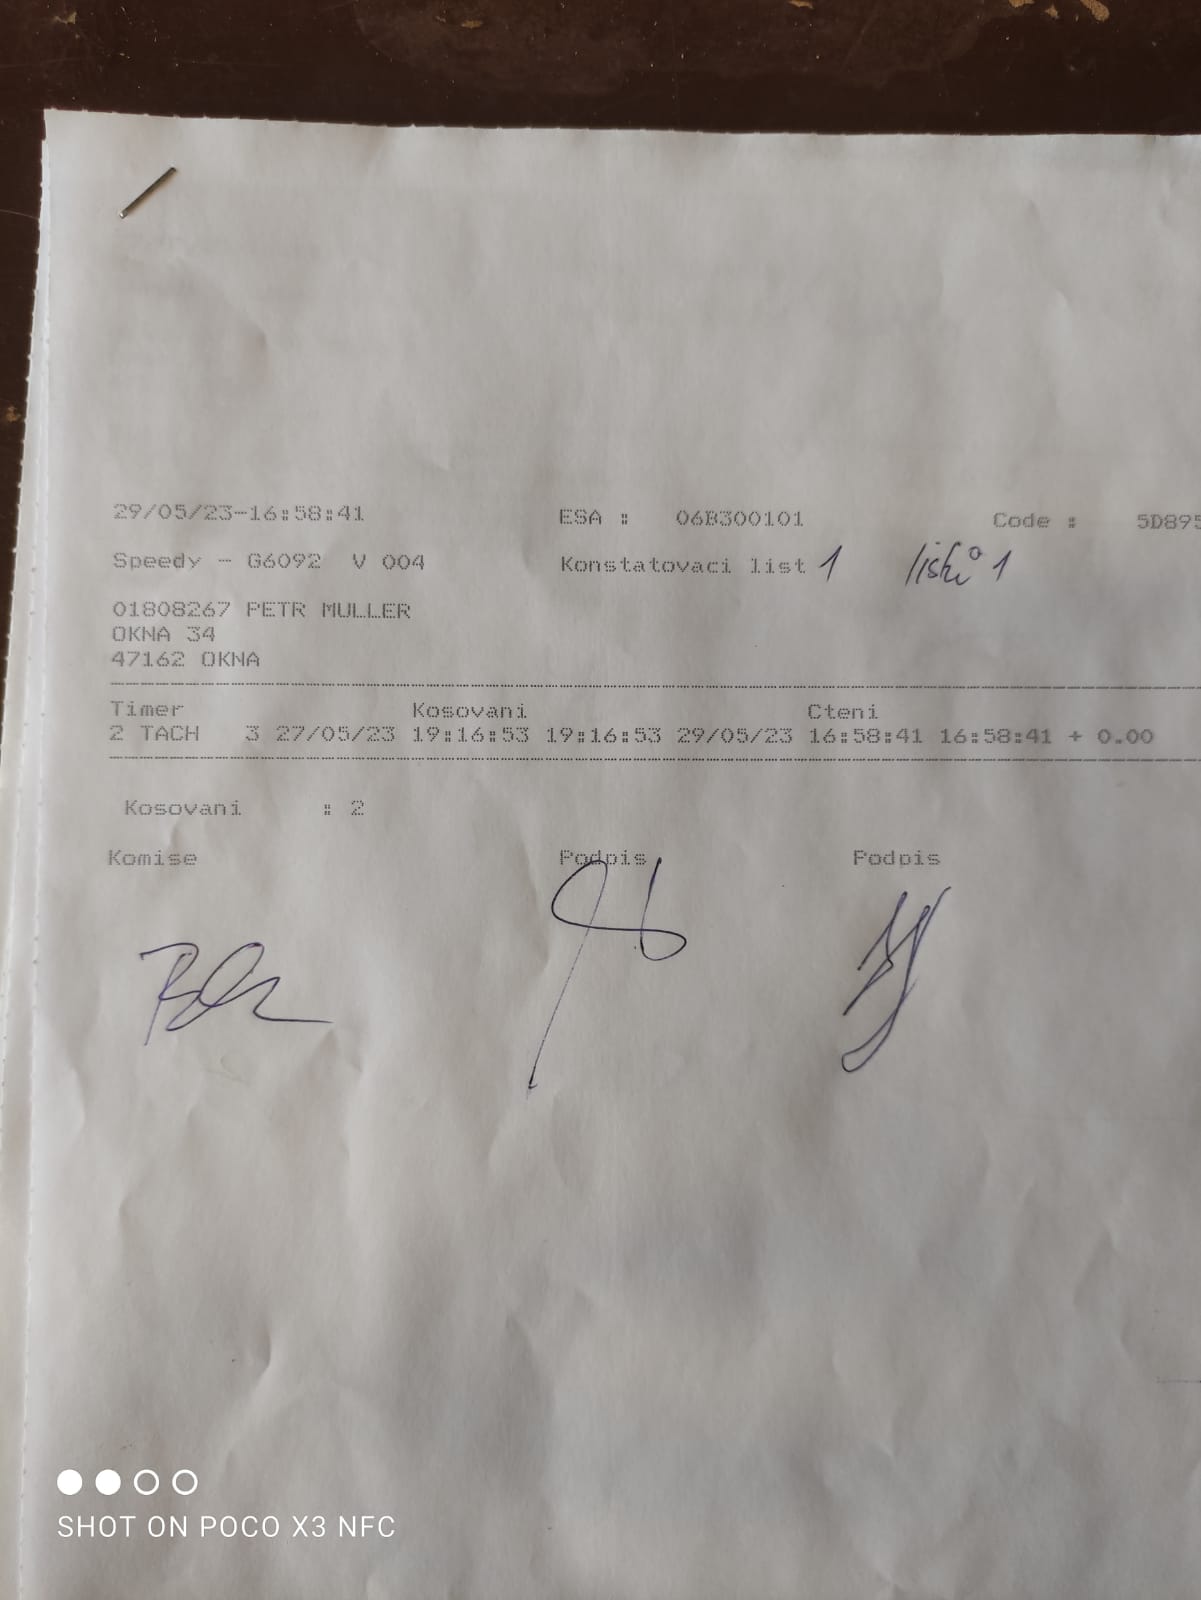 29/05/23-16:58:41 ESA : 06B300101 Code : 5D895
Speedy - G6092 V 004 Konstatovaci list 1 listů 1
01808267 PETR MULLER
OKNA 34
47162 OKNA
Timer Kosovani Cteni
2 TACH 3 27/05/23 19:16:53 19:16:53 29/05/23 16:58:41 16:58:41 + 0.00
Kosovani : 2
Komise Podpis Podpis
SHOT ON POCO X3 NFC